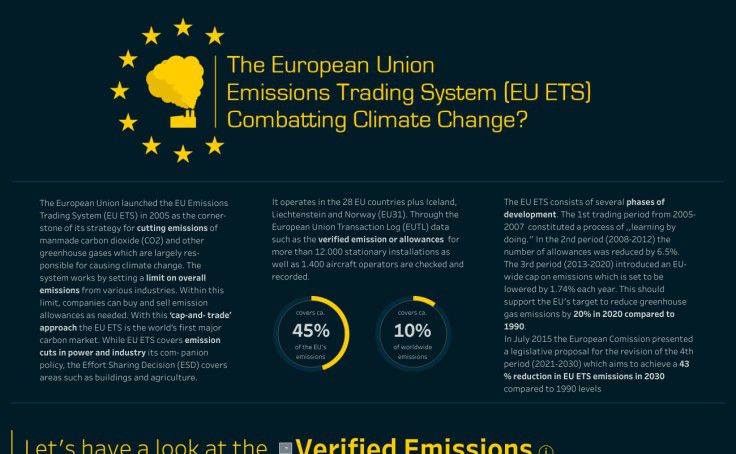 The European Union
Emissions Trading System (EU ETS)
Combatting Climate Change?
The European Union launched the EU Emissions
Trading System (EU ETS) in 2005 as the corner-
stone of its strategy for cutting emissions of
manmade carbon dioxide (CO2) and other
greenhouse gases which are largely res-
ponsible for causing climate change. The
system works by setting a limit on overall
emissions from various industries. Within this
limit, companies can buy and sell emission
allowances as needed. With this 'cap-and- trade'
approach the EU ETS is the world's first major
carbon market. While EU ETS covers emission
cuts in power and industry its com- panion
policy, the Effort Sharing Decision (ESD) covers
areas such as buildings and agriculture.
It operates in the 28 EU countries plus Iceland,
Liechtenstein and Norway (EU31). Through the
European Union Transaction Log (EUTL) data
such as the verified emission or allowances for
more than 12.000 stationary installations as
well as 1.400 aircraft operators are checked and
recorded.
covers ca.
45%
of the EU's
emissions
covers ca.
10%
of worldwide
emissions
The EU ETS consists of several phases of
development. The 1st trading period from 2005-
2007 constituted a process of ,,learning by
doing." In the 2nd period (2008-2012) the
number of allowances was reduced by 6.5%.
The 3rd period (2013-2020) introduced an EU-
wide cap on emissions which is set to be
lowered by 1.74% each year. This should
support the EU's target to reduce greenhouse
gas emissions by 20% in 2020 compared to
1990.
In July 2015 the European Comission presented
a legislative proposal for the revision of the 4th
period (2021-2030) which aims to achieve a 43
% reduction in EU ETS emissions in 2030
compared to 1990 levels
Let's have a look at the Verified Emissions